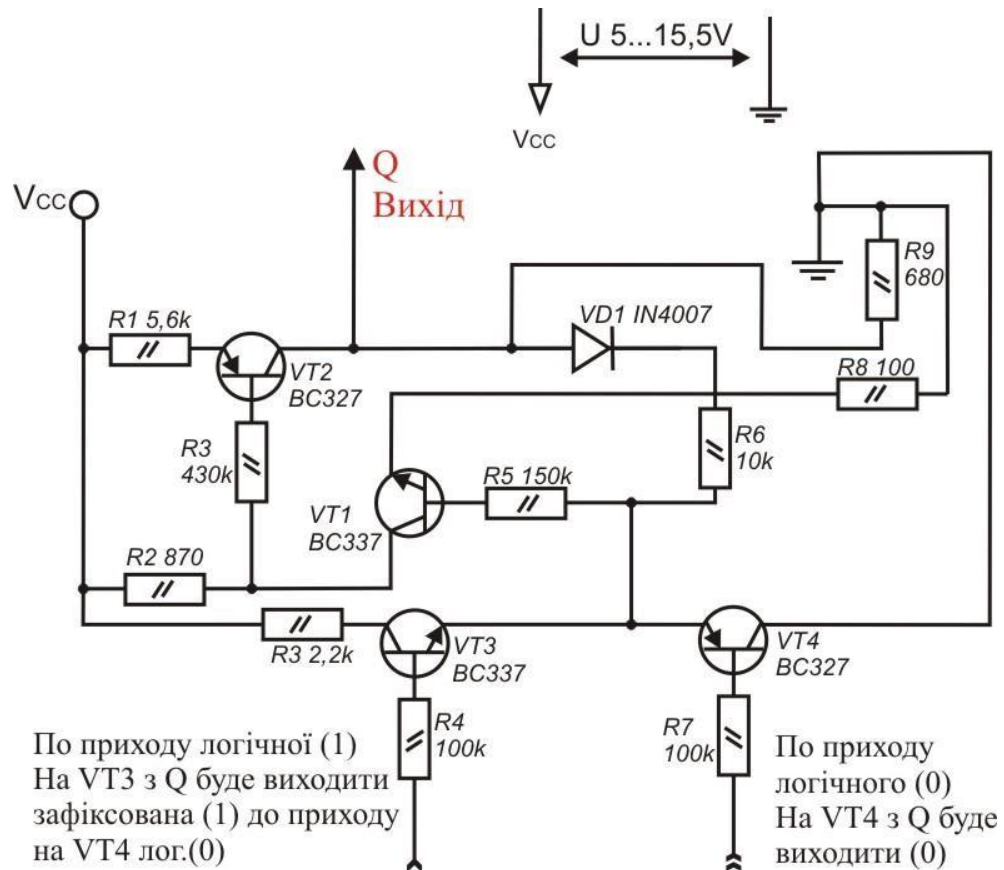 U 5...15,5V
Vcc
Q
Вихід
Vcc
R9
680
R1 5,6k
VD1 IN4007
VT2
BC327
R8 100
R3
430k
R6
10k
R5 150k
VT1
BC337
R2 870
R3 2,2k
VT3
BC337
VT4
BC327
R4
100k
R7
100k
По приходу логічної (1)
На VT3 з Q буде виходити
зафіксована (1) до приходу
на VT4 лог.(0)
По приходу
логічного (0)
На VT4 з Q буде
виходити (0)